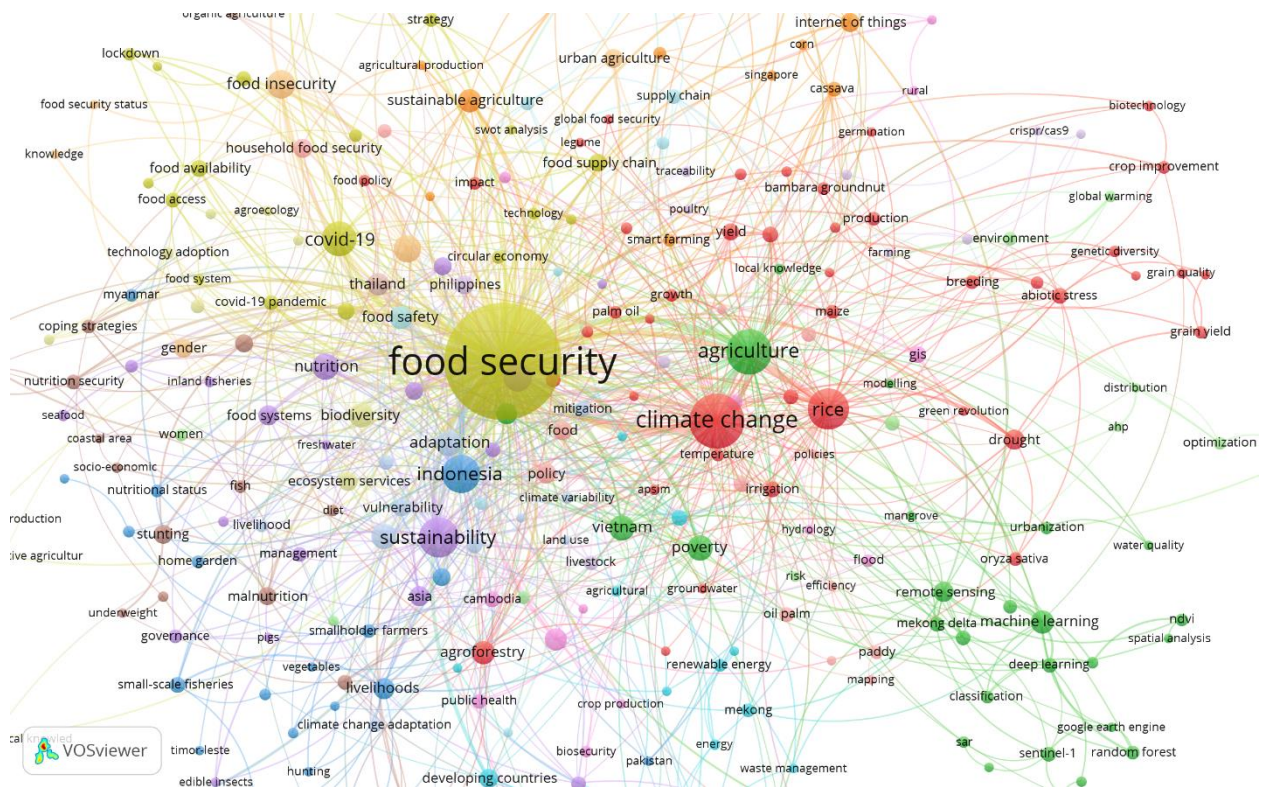 organic agriculture
strategy
internet of things
lockdown
urban agriculture
corn
agricultural production
singapore
food insecurity
cassava
rural
supply chain
sustainable agriculture
food security status
biotechnology
global food security
swot analysis
germination
crispr/cas9
legume
household food security
knowledge
food availability
food supply chain
crop improvement
traceability
food policy
impact
bambara groundnut
food access
global warming
agroecology
technology
poultry
production
covid-19
smart farming
yield
environment
technology adoption
circular economy
farming
genetic diversity
food system
local knowledge
grain quality
thailand
philippines
breeding
myanmar
growth
abiotic stress
covid-19 pandemic
palm oil
maize
food safety
coping strategies
grain yield
gender
food security
agriculture
gis
nutrition
nutrition security
inland fisheries
modelling
distribution
mitigation
rice
seafood
food systems
biodiversity
green revolution
climate change
ahp
women
food
coastal area
freshwater
adaptation
drought
optimization
temperature
policies
socio-economic
indonesia
policy
ecosystem services
nutritional status
fish
apsim
irrigation
climate variability
diet
vulnerability
roduction
livelihood
mangrove
vietnam
urbanization
stunting
sustainability
hydrology
land use
water quality
poverty
tive agricultur
management
home garden
livestock
flood
oryza sativa
risk
efficiency
malnutrition
asia
cambodia
agricultural
groundwater
remote sensing
underweight
oil palm
mekong delta
machine learning
ndvi
governance
pigs
smallholder farmers
spatial analysis
agroforestry
paddy
vegetables
renewable energy
deep learning
small-scale fisheries
livelihoods
mapping
public health
crop production
classification
mekong
climate change adaptation
google earth engine
cal knowled
VOSviewer
timor-leste
biosecurity
energy
sar
sentinel-1
random forest
pakistan
hunting
waste management
edible insects
developing countries